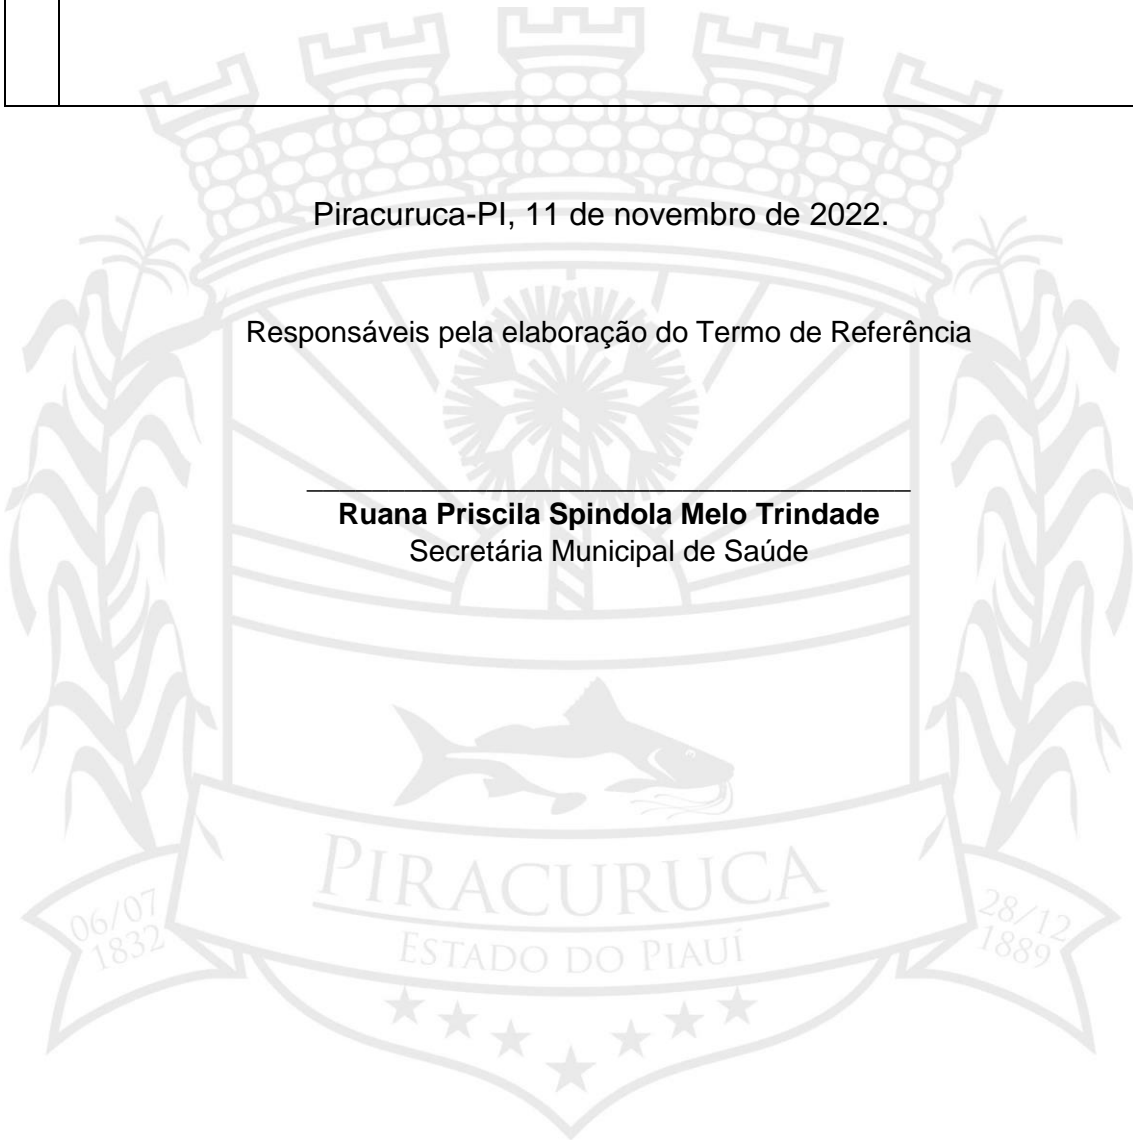 Piracuruca-PI, 11 de novembro de 2022.
Responsáveis pela elaboração do Termo de Referência
Ruana Priscila Spindola Melo Trindade
Secretária Municipal de Saúde
PIRACURUCA
ESTADO DO PIAUÍ
06/07
1832
28/12
1889